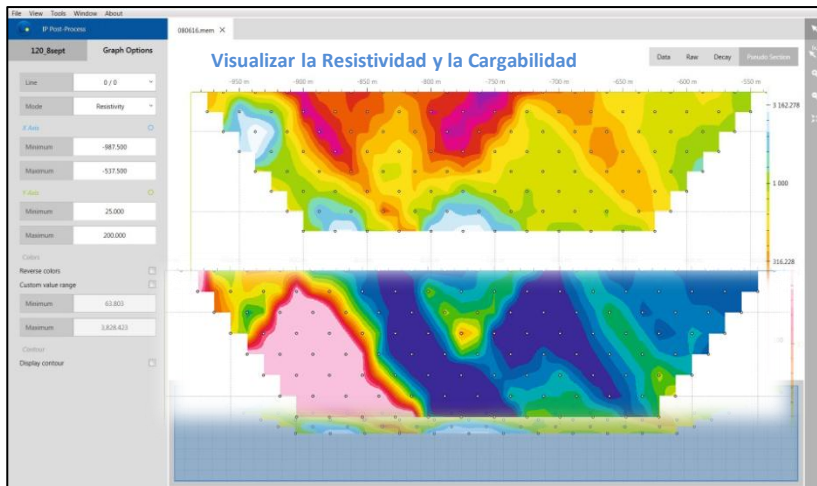 File View Tools Window About
IP Post-Process
080616.mem
120_8sept Graph Options
Visualizar la Resistividad y la Cargabilidad
Data Raw Decay Pseudo Section
Line 0 / 0
-950 m -900 m -850 m -800 m -750 m -700 m -650 m -600 m -550 m
Mode Resistivity
3 162.278
X Axis
Minimum -987.500
Maximum -537.500
1 000
Y Axis
Minimum 25.000
Maximum 200.000
Colors
316.228
Reverse colors
Custom value range
Minimum 63.803
Maximum 3,828.423
Contour
Display contour